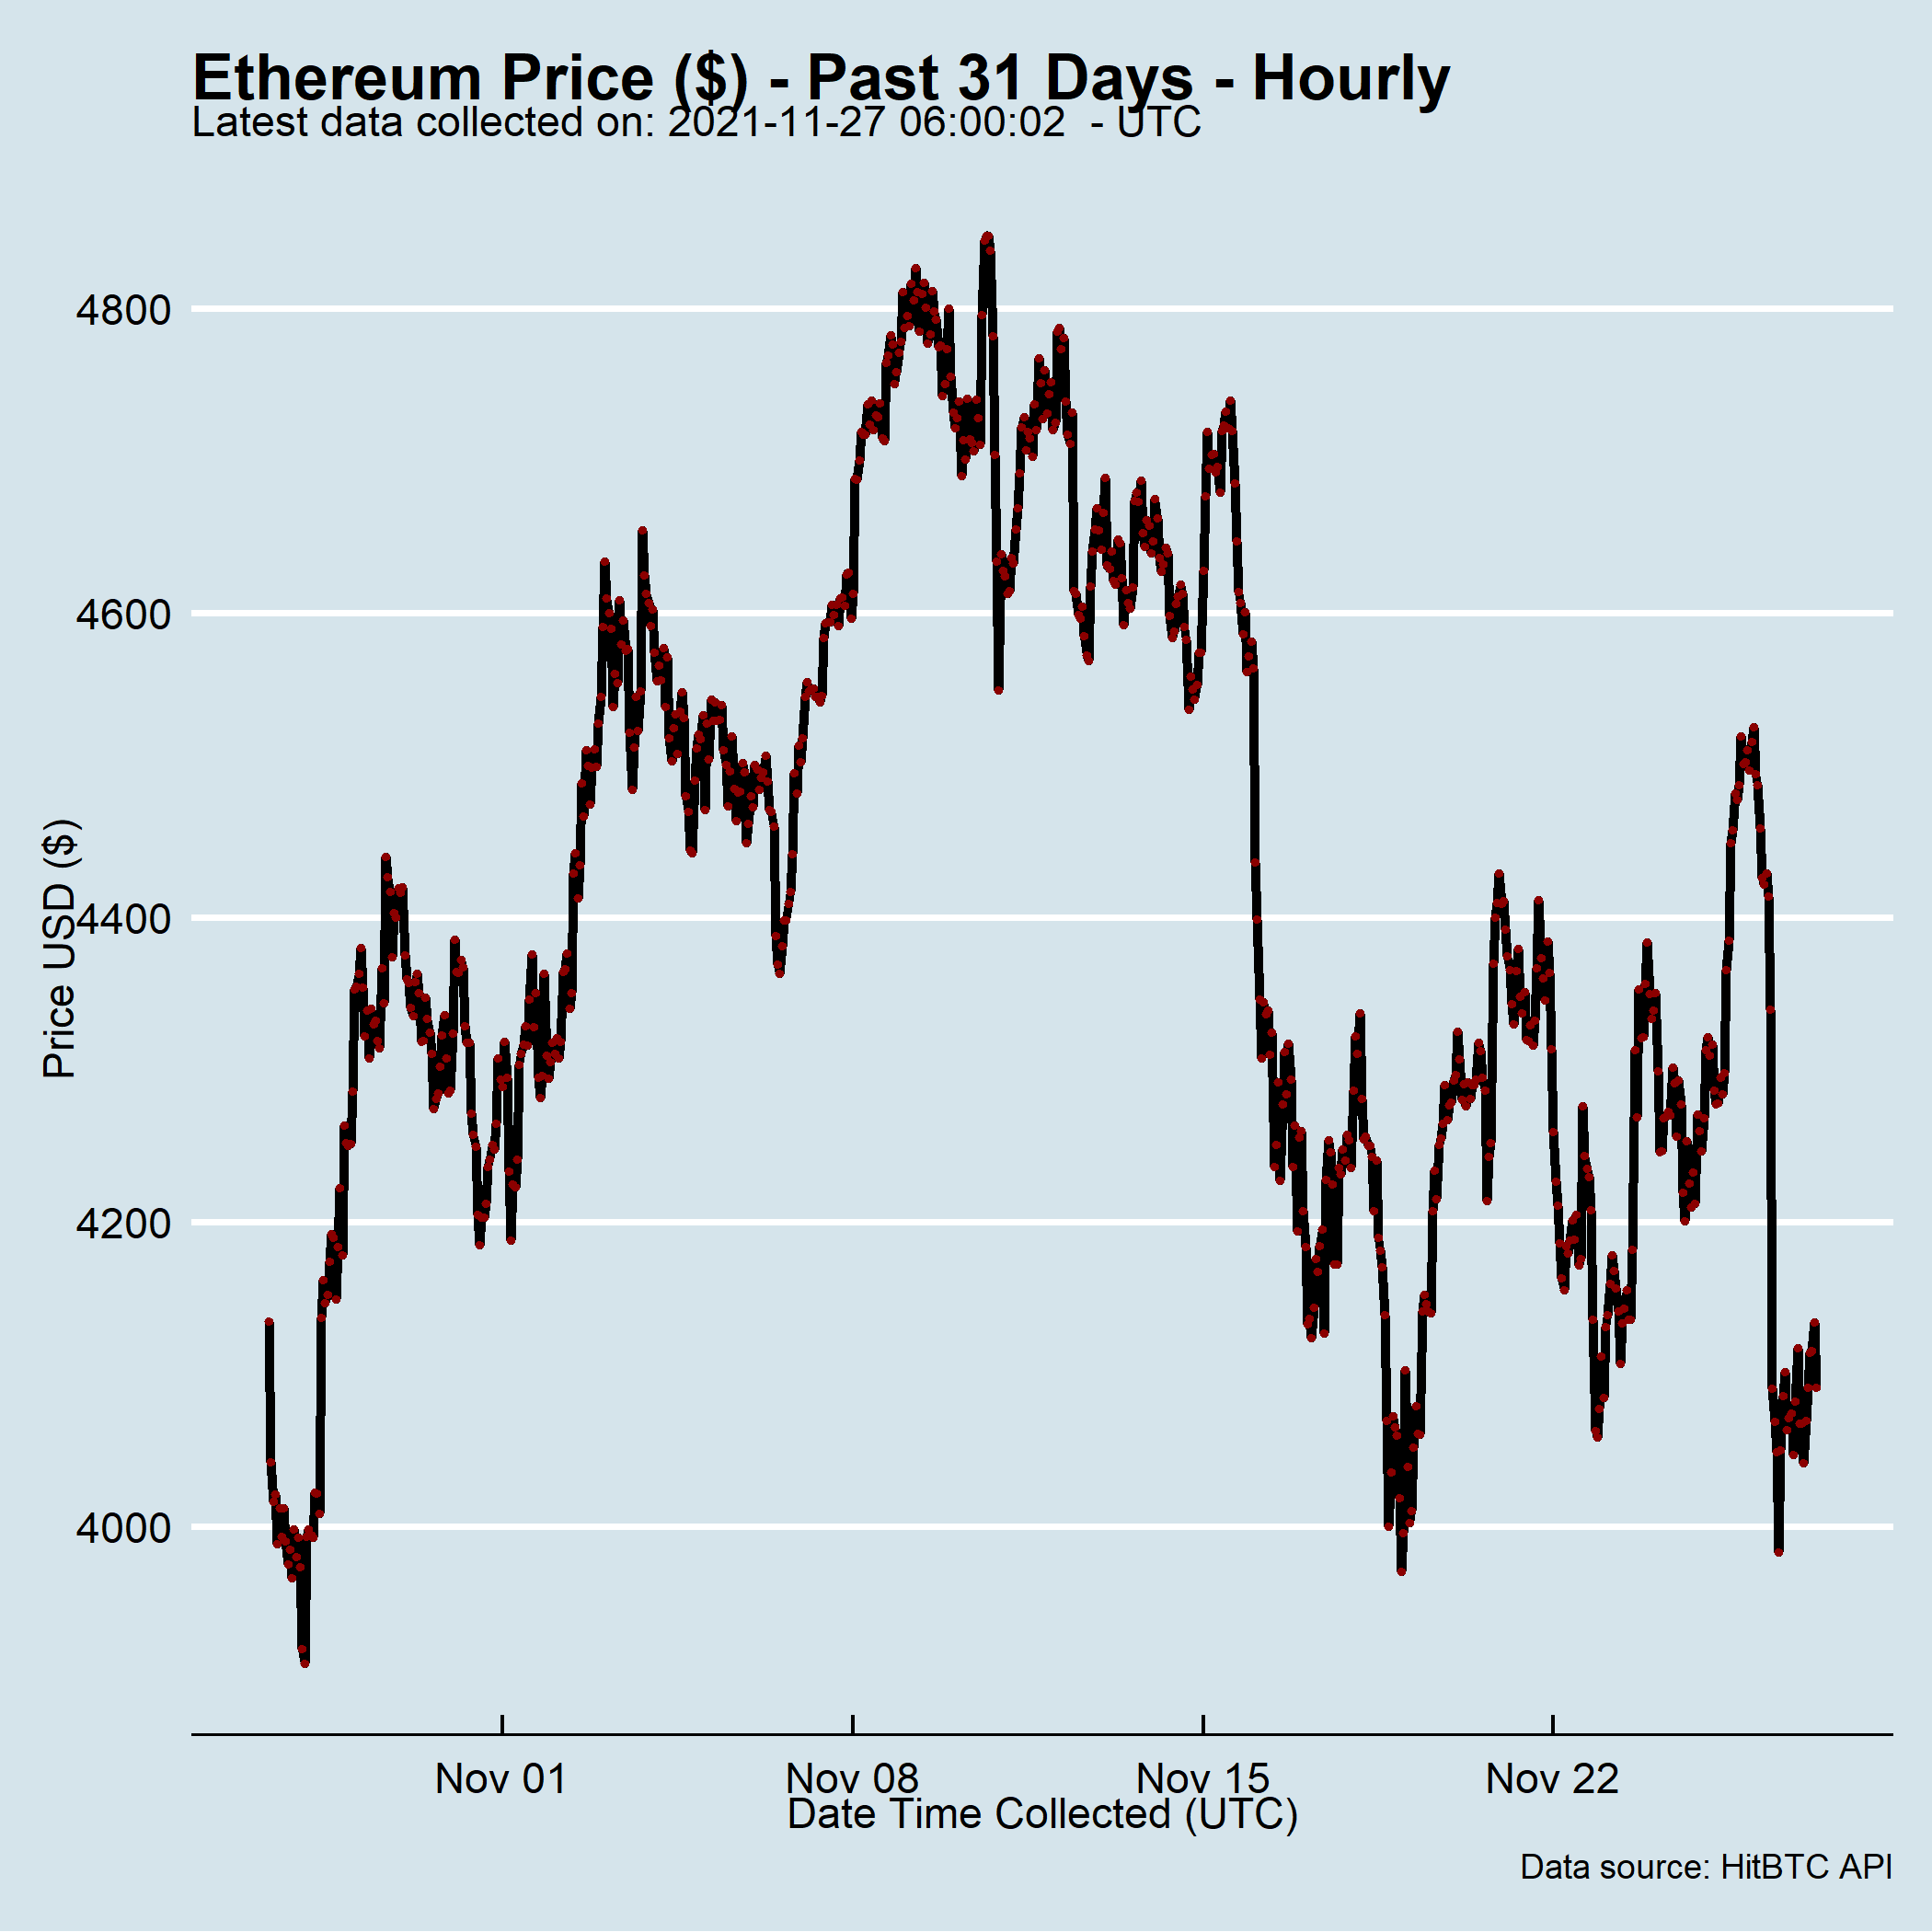 Ethereum Price ($) - Past 31 Days - Hourly
Latest data collected on: 2021-11-27 06:00:02  - UTC
Price USD ($)
4800
4600
4400
4200
4000
Nov 01
Nov 08
Nov 15
Nov 22
Date Time Collected (UTC)
Data source: HitBTC API